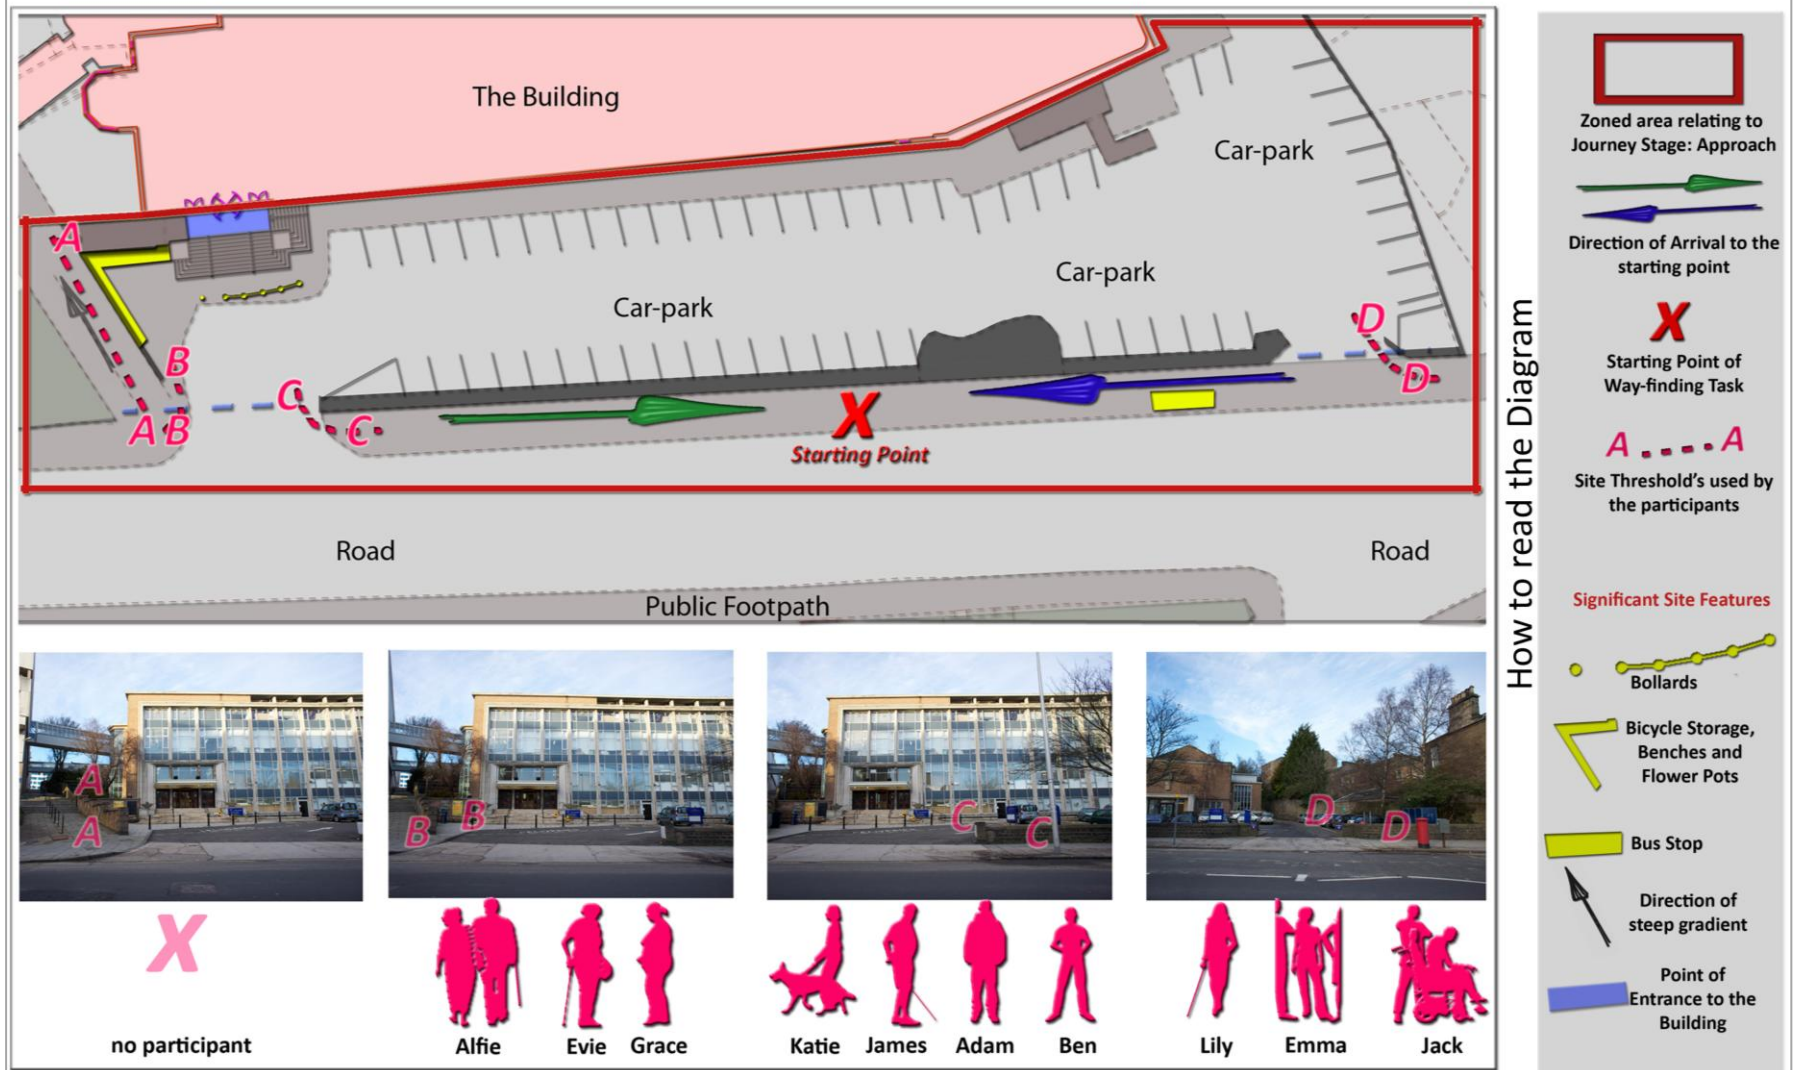 The Building
Car-park
Car-park
Car-park
A
B
C
D
A
B
C
D
X
Starting Point
Road
Road
Public Footpath
A
A
B
B
C
C
D
D
X
no participant
Alfie
Evie
Grace
Katie
James
Adam
Ben
Lily
Emma
Jack
How to read the Diagram
Zoned area relating to
Journey Stage: Approach
Direction of Arrival to the
starting point
X
Starting Point of
Way-finding Task
A
A
Site Threshold's used by
the participants
Significant Site Features
Bollards
Bicycle Storage,
Benches and
Flower Pots
Bus Stop
Direction of
steep gradient
Point of
Entrance to the
Building